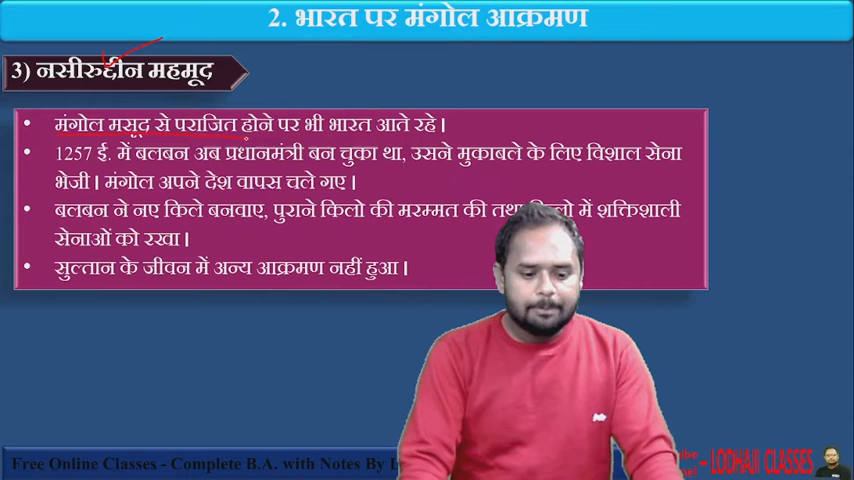 2. भारत पर मंगोल आक्रमण
3) नसीरुद्दीन महमूद
• मंगोल मसूद से पराजित होने पर भी भारत आते रहे।
• 1257 ई. में बलबन अब प्रधानमंत्री बन चुका था, उसने मुकाबले के लिए विशाल सेना
भेजी। मंगोल अपने देश वापस चले गए।
• बलबन ने नए किले बनवाए, पुराने किलो की मरम्मत की तथा में शक्तिशाली
सेनाओं को रखा।
• सुल्तान के जीवन में अन्य आक्रमण नहीं हुआ।
Free Online Classes - Complete B.A. with Notes By
– LODHAJI CLASSES